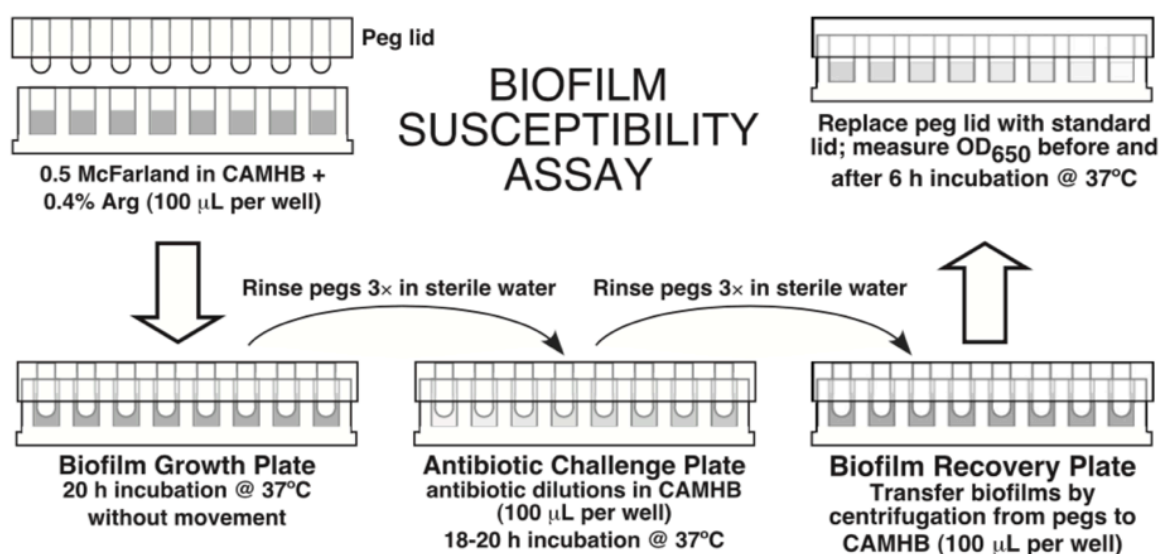 Peg lid
0.5 McFarland in CAMHB +
0.4% Arg (100 μL per well)
BIOFILM
SUSCEPTIBILITY
ASSAY
Replace peg lid with standard
lid; measure OD650 before and
after 6 h incubation @ 37ºC
Rinse pegs 3× in sterile water
Rinse pegs 3× in sterile water
Biofilm Growth Plate
20 h incubation @ 37ºC
without movement
Antibiotic Challenge Plate
antibiotic dilutions in CAMHB
(100 μL per well)
18-20 h incubation @ 37ºC
Biofilm Recovery Plate
Transfer biofilms by
centrifugation from pegs to
CAMHB (100 μL per well)